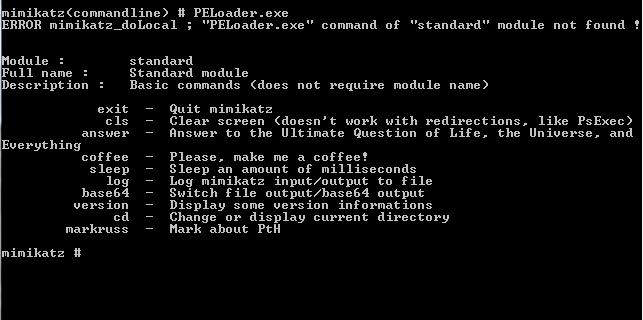 mimikatz(commandline) # PELoader.exe
ERROR mimikatz_doLocal ; "PELoader.exe" command of "standard" module not found !
Module : standard
Full name : Standard module
Description : Basic commands (does not require module name)
exit - Quit mimikatz
cls - Clear screen (doesn't work with redirections, like PsExec)
answer - Answer to the Ultimate Question of Life, the Universe, and
Everything
coffee - Please, make me a coffee!
sleep - Sleep an amount of milliseconds
log - Log mimikatz input/output to file
base64 - Switch file output/base64 output
version - Display some version informations
cd - Change or display current directory
markruss - Mark about PtH
mimikatz #